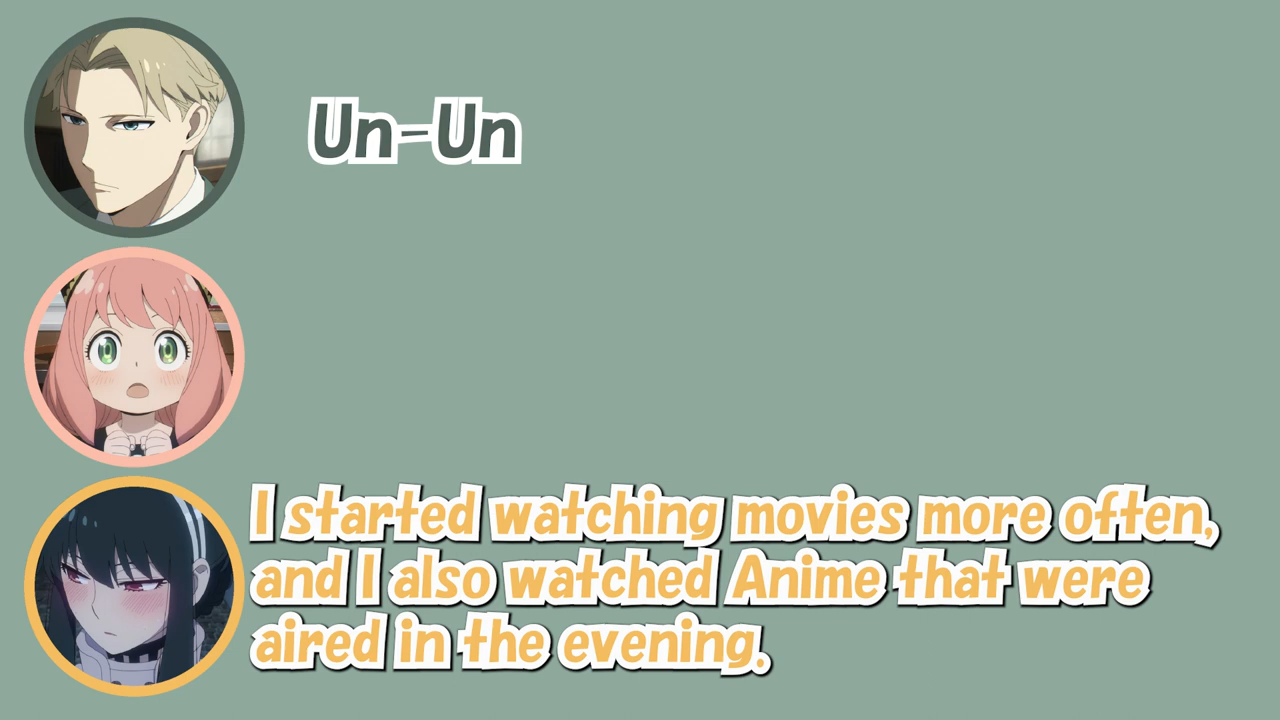 Un-Un
I started watching movies more often,
and I also watched Anime that were
aired in the evening.